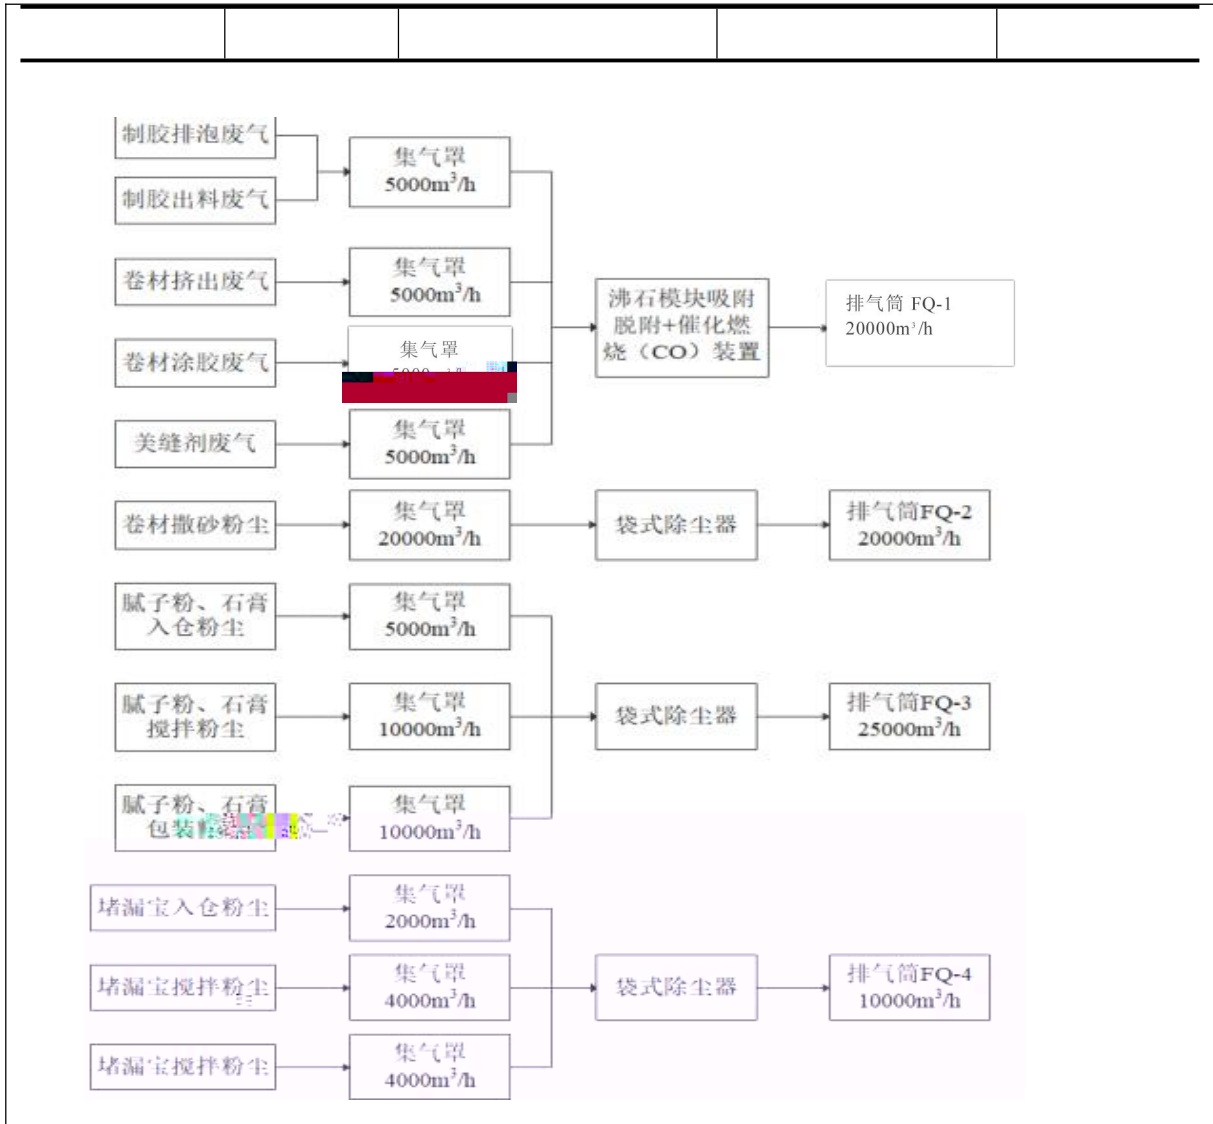 制胶排泡废气
制胶出料废气
集气罩
5000m³/h
卷材挤出废气
集气罩
5000m³/h
卷材涂胶废气
集气罩
美缝剂废气
集气罩
5000m³/h
沸石模块吸附
脱附+催化燃
烧（CO）装置
排气筒 FQ-1
20000m³/h
卷材撒砂粉尘
集气罩
20000m³/h
袋式除尘器
排气筒FQ-2
20000m³/h
腻子粉、石膏
入仓粉尘
集气罩
5000m³/h
腻子粉、石膏
搅拌粉尘
集气罩
10000m³/h
腻子粉、石膏
包装
集气罩
10000m³/h
袋式除尘器
排气筒FQ-3
25000m³/h
堵漏宝入仓粉尘
集气罩
2000m³/h
堵漏宝搅拌粉尘
集气罩
4000m³/h
堵漏宝搅拌粉尘
集气罩
4000m³/h
袋式除尘器
排气筒FQ-4
10000m³/h